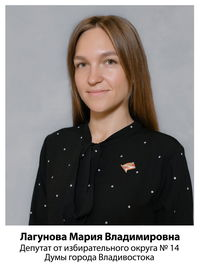 Лагунова Мария Владимировна
Депутат от избирательного округа № 14
Думы города Владивостока